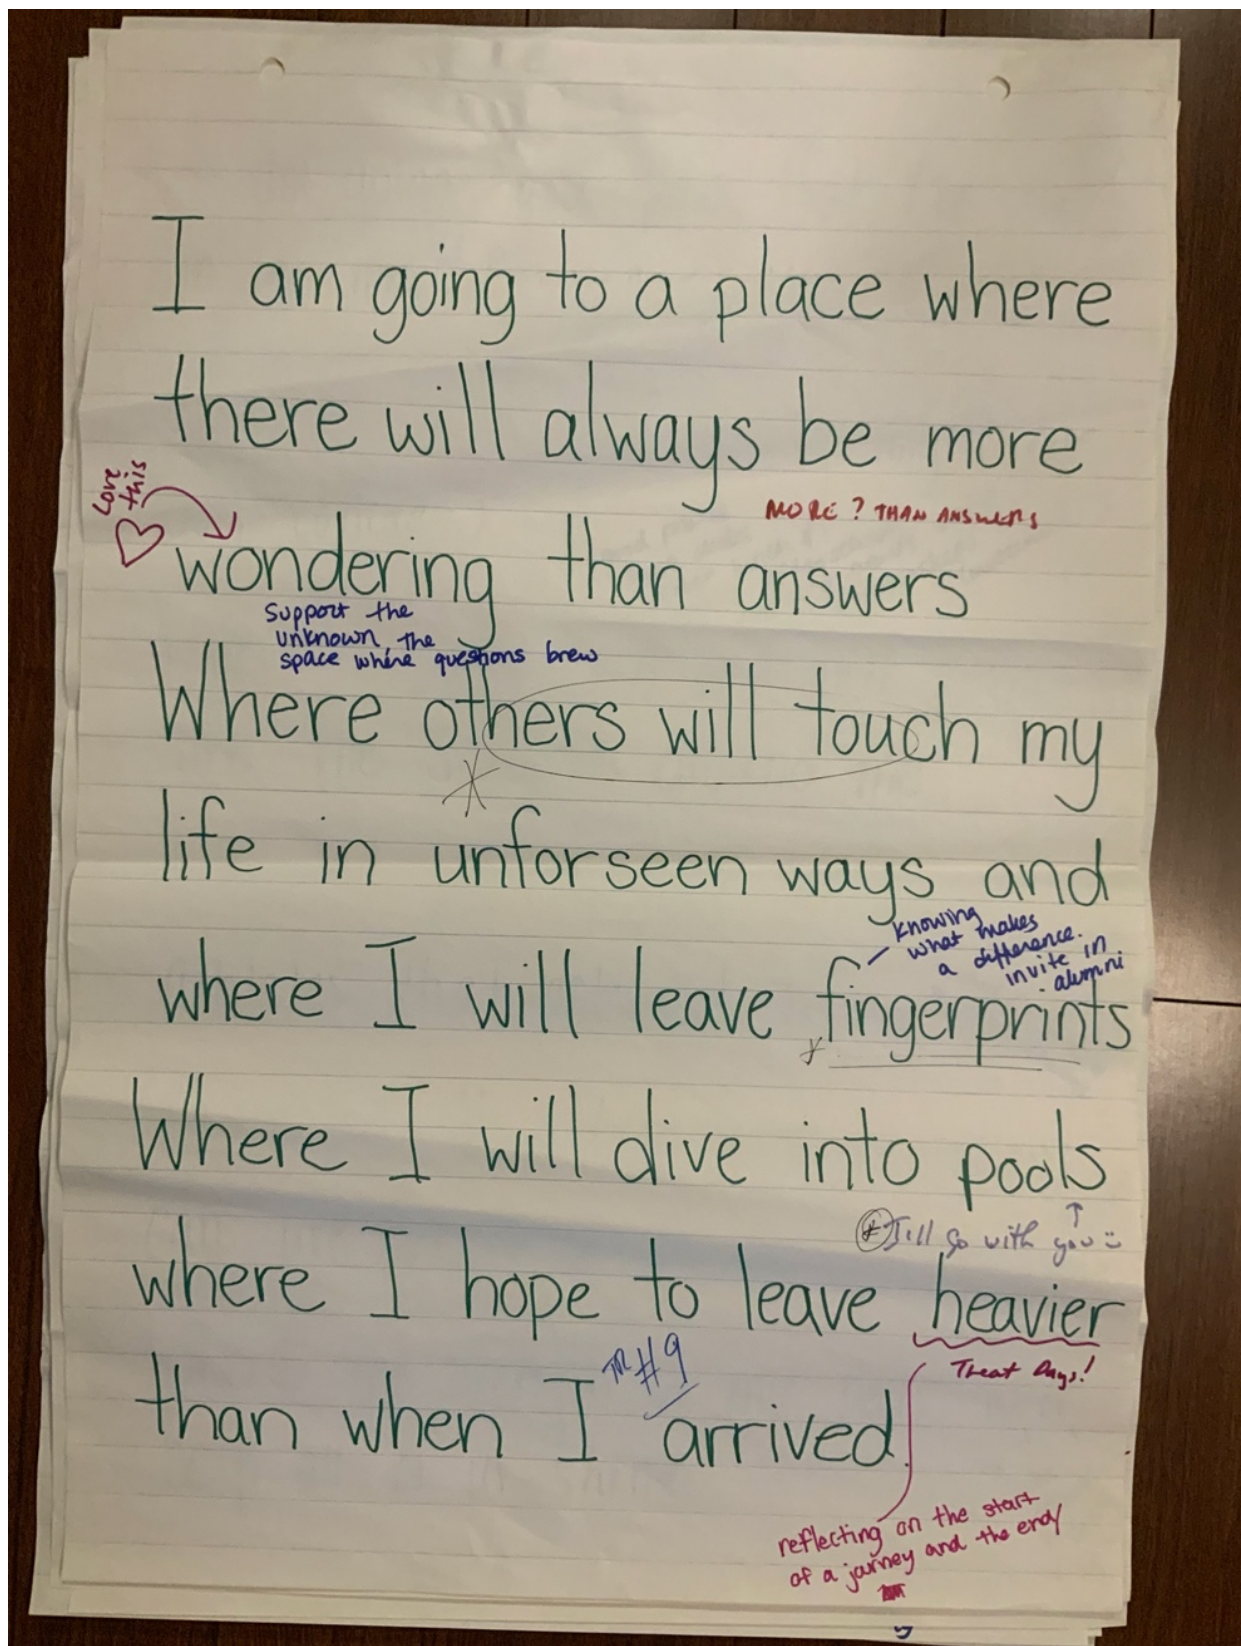 I am going to a place where
there will always be more
Love
this
MORE ? THAN ANSWERS
wondering than answers
Support the
unknown, the
space where questions brew
Where others will touch my
life in unforseen ways and
knowing
what makes
a difference.
invite in
alumni
where I will leave fingerprints
Where I will dive into pools
I'll go with you
where I hope to leave heavier
#9
Treat Days!
than when I arrived.
reflecting on the start
of a jorney and the end